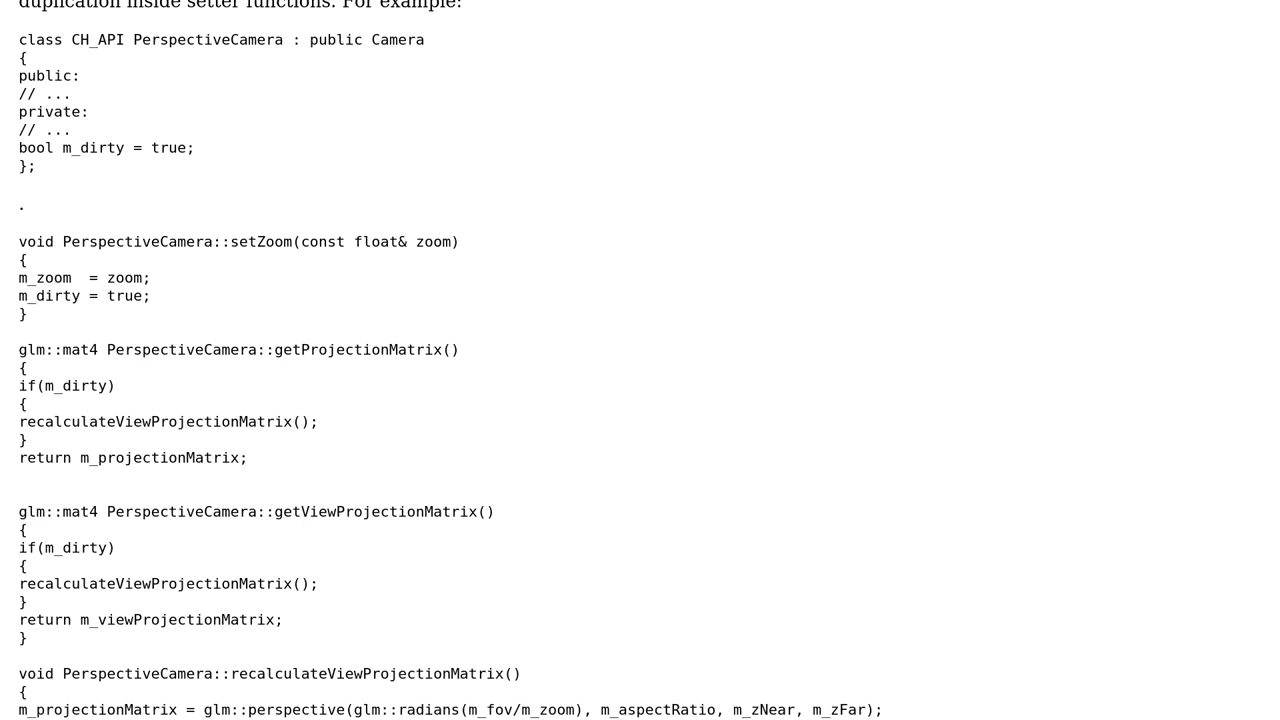 duplication inside setter functions. For example:
class CH_API PerspectiveCamera : public Camera
{
public:
// ...
private:
// ...
bool m_dirty = true;
};
.
void PerspectiveCamera::setZoom(const float& zoom)
{
m_zoom  = zoom;
m_dirty = true;
}
glm::mat4 PerspectiveCamera::getProjectionMatrix()
{
if(m_dirty)
{
recalculateViewProjectionMatrix();
}
return m_projectionMatrix;
glm::mat4 PerspectiveCamera::getViewProjectionMatrix()
{
if(m_dirty)
{
recalculateViewProjectionMatrix();
}
return m_viewProjectionMatrix;
}
void PerspectiveCamera::recalculateViewProjectionMatrix()
{
m_projectionMatrix = glm::perspective(glm::radians(m_fov/m_zoom), m_aspectRatio, m_zNear, m_zFar);